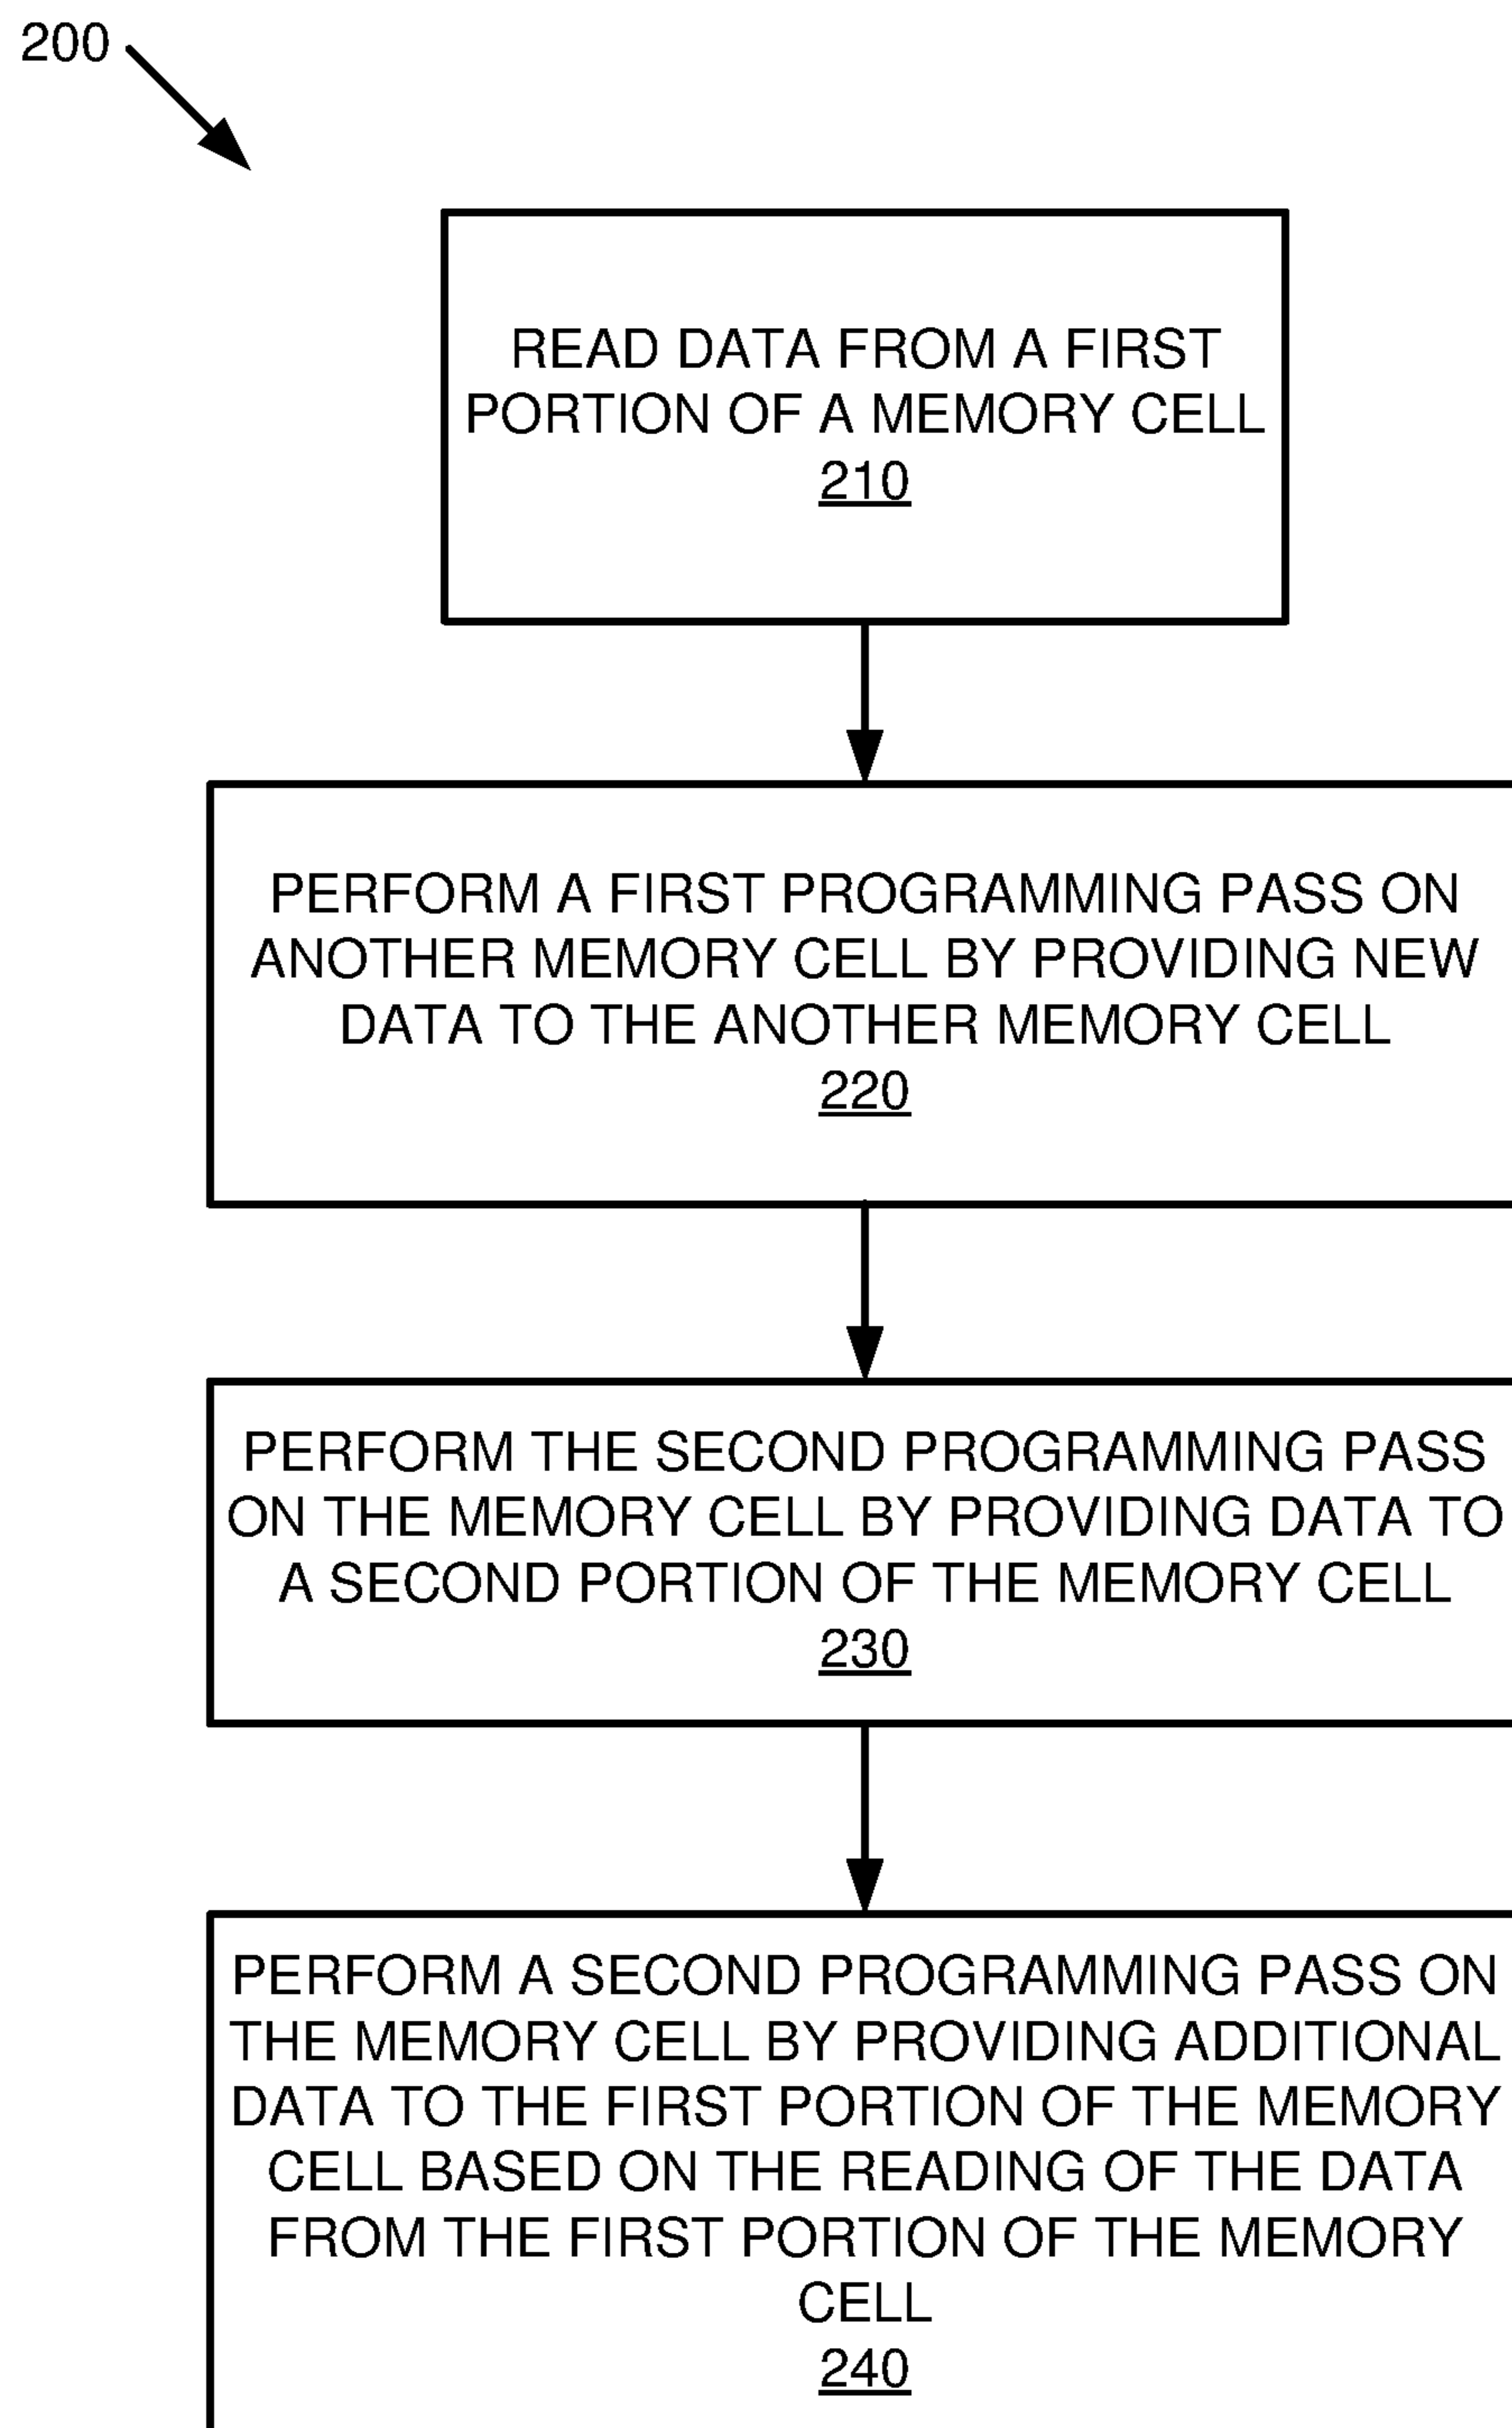 200
READ DATA FROM A FIRST
PORTION OF A MEMORY CELL
210
PERFORM A FIRST PROGRAMMING PASS ON
ANOTHER MEMORY CELL BY PROVIDING NEW
DATA TO THE ANOTHER MEMORY CELL
220
PERFORM THE SECOND PROGRAMMING PASS
ON THE MEMORY CELL BY PROVIDING DATA TO
A SECOND PORTION OF THE MEMORY CELL
230
PERFORM A SECOND PROGRAMMING PASS ON
THE MEMORY CELL BY PROVIDING ADDITIONAL
DATA TO THE FIRST PORTION OF THE MEMORY
CELL BASED ON THE READING OF THE DATA
FROM THE FIRST PORTION OF THE MEMORY
CELL
240